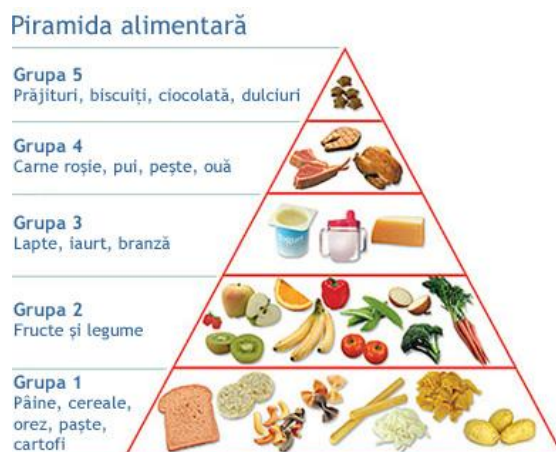 Piramida alimentară
Grupa 5
Prăjituri, biscuiți, ciocolată, dulciuri
Grupa 4
Carne roșie, pui, pește, ouă
Grupa 3
Lapte, iaurt, branză
Grupa 2
Fructe și legume
Grupa 1
Pâine, cereale,
orez, paște,
cartofi